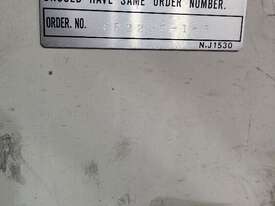 SHOULD HAVE SAME ORDER NUMBER.
ORDER. NO.
N.J1530